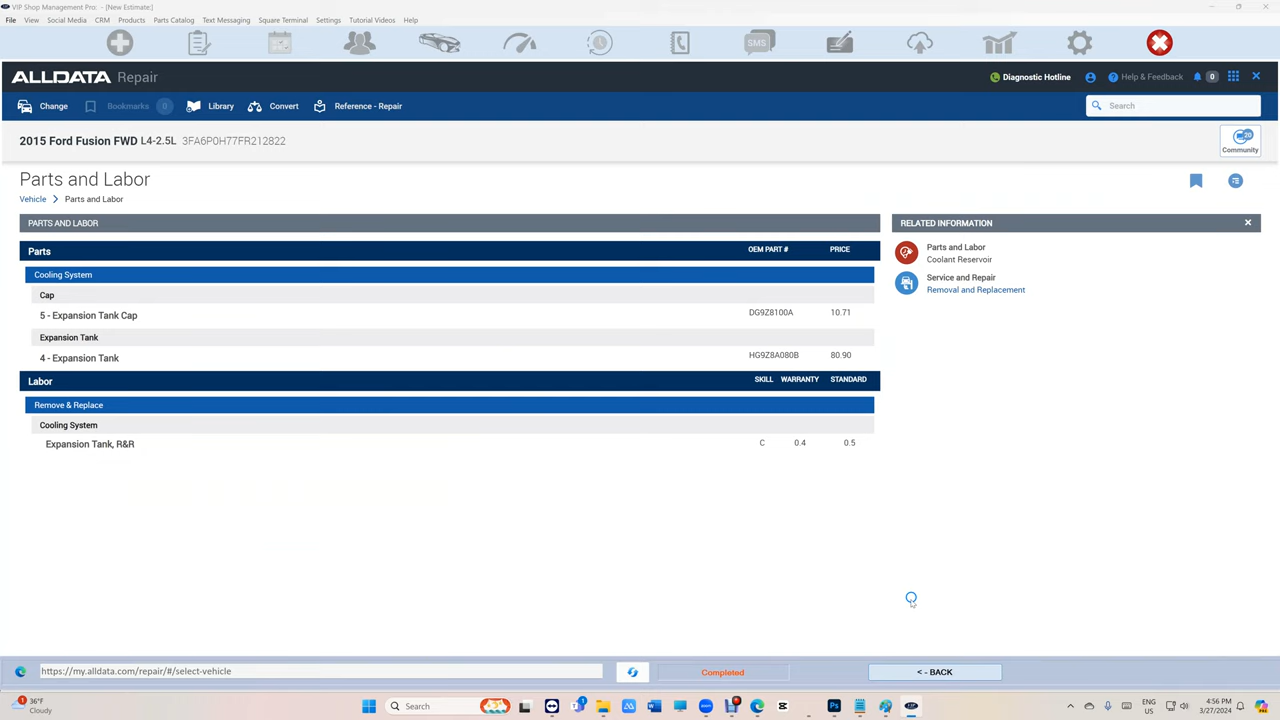 VIP Shop Management Pro: - [New Estimate:]
File View Social Media CRM Products Parts Catalog Text Messaging Square Terminal Settings Tutorial Videos Help
SMS
ALLDATA Repair Diagnostic Hotline Help & Feedback 0
Change Bookmarks 0 Library Convert Reference - Repair Search
2015 Ford Fusion FWD L4-2.5L 3FA6P0H77FR212822
20
Community
Parts and Labor
Vehicle > Parts and Labor
PARTS AND LABOR
Parts OEM PART # PRICE
Cooling System
Cap
5 - Expansion Tank Cap DG9Z8100A 10.71
Expansion Tank
4 - Expansion Tank HG9Z8A080B 80.90
Labor SKILL WARRANTY STANDARD
Remove & Replace
Cooling System
Expansion Tank, R&R C 0.4 0.5
RELATED INFORMATION
Parts and Labor
Coolant Reservoir
Service and Repair
Removal and Replacement
https://my.alldata.com/repair/#/select-vehicle Completed < - BACK
1 36°F
Cloudy
Search
1
ENG
US
4:56 PM
3/27/2024